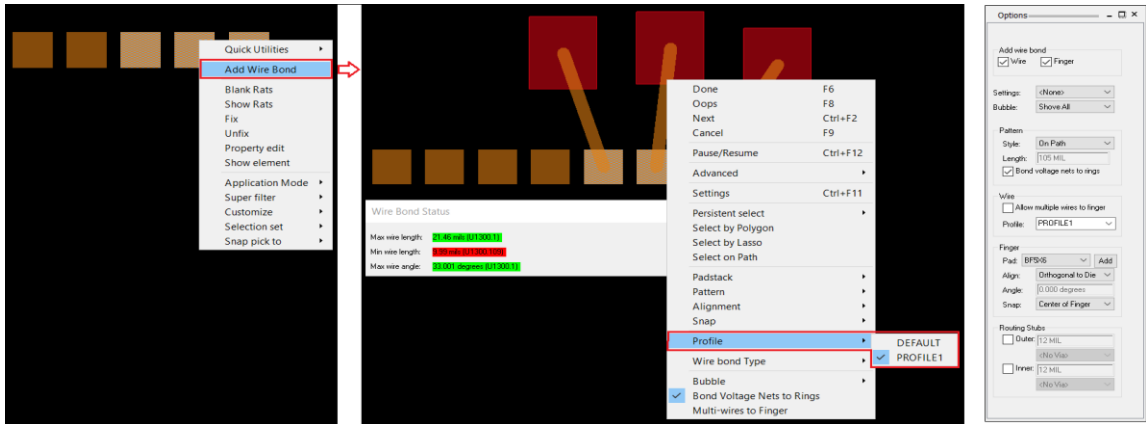 Quick Utilities
Add Wire Bond
Blank Rats
Show Rats
Fix
Unfix
Property edit
Show element
Application Mode
Super filter
Customize
Selection set
Snap pick to
Wire Bond Status
Max wire length: 21.46 mils (U1300.1)
Min wire length:
Max wire angle: 33.001 degrees (U1300.1)
Done F6
Oops F8
Next Ctrl+F2
Cancel F9
Pause/Resume Ctrl+F12
Advanced
Settings Ctrl+F11
Persistent select
Select by Polygon
Select by Lasso
Select on Path
Padstack
Pattern
Alignment
Snap
Profile
Wire bond Type
Bubble
Bond Voltage Nets to Rings
Multi-wires to Finger
DEFAULT
PROFILE1
Options
Add wire bond
Wire Finger
Settings: <None>
Bubble: Shove All
Pattern
Style: On Path
Length: 105 MIL
Bond voltage nets to rings
Wire
Allow multiple wires to finger
Profile: PROFILE1
Finger
Pad: BF5X6 Add
Align: Orthogonal to Die
Angle: 0.000 degrees
Snap: Center of Finger
Routing Stubs
Outer: 12 MIL
<No Via>
Inner: 12 MIL
<No Via>